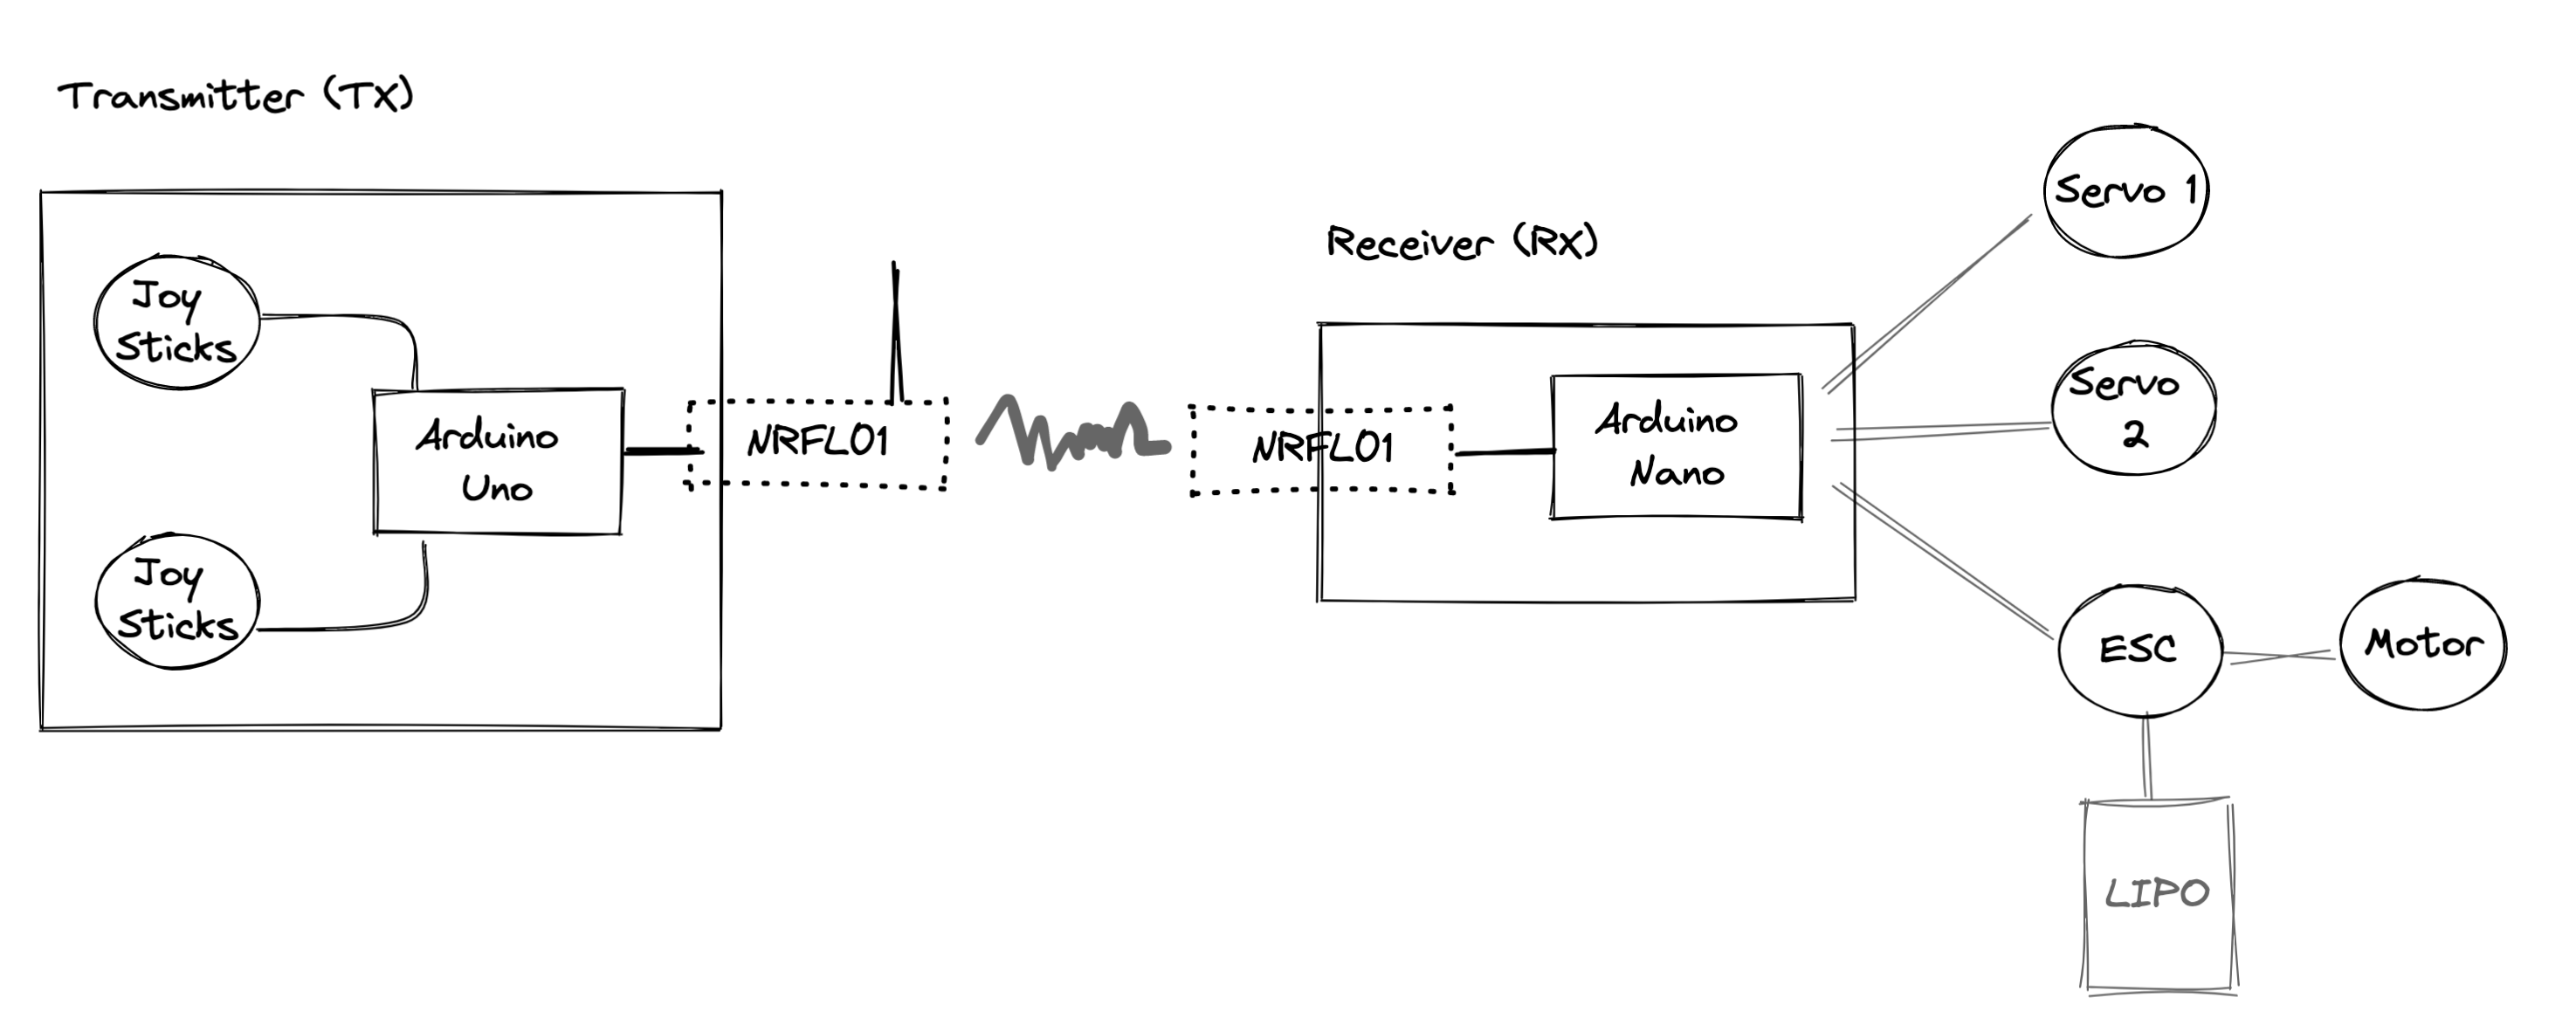 Transmitter (TX)
Joy
Sticks
Arduino
Uno
Joy
Sticks
NRFL01
Receiver (RX)
NRFL01
Arduino
Nano
Servo 1
Servo
2
ESC
Motor
LIPO